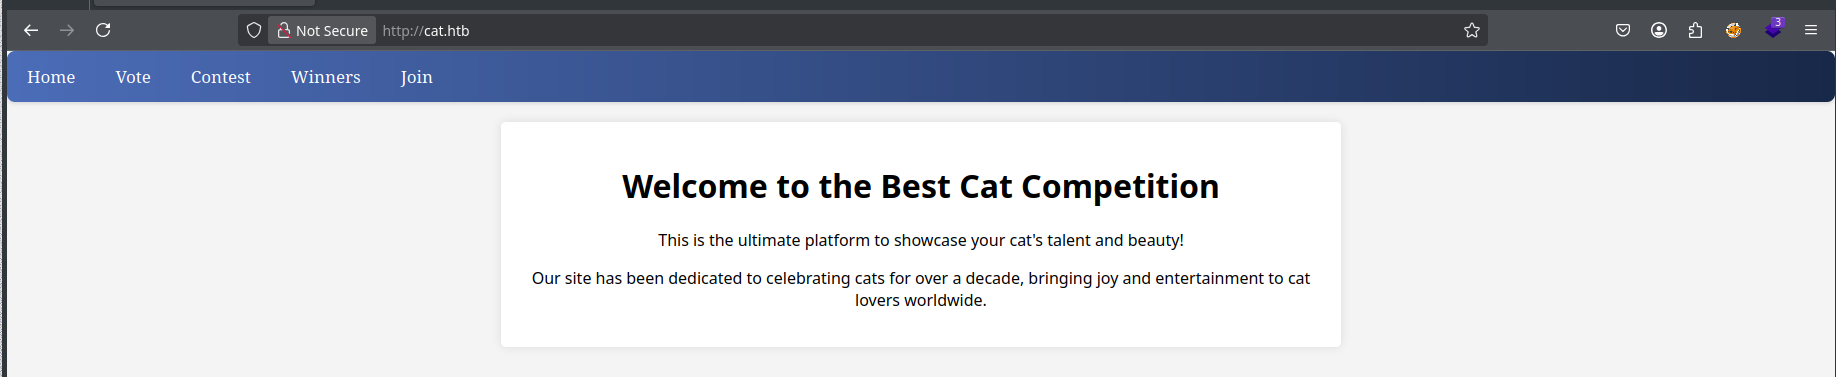 Not Secure http://cat.htb
3
Home Vote Contest Winners Join
Welcome to the Best Cat Competition
This is the ultimate platform to showcase your cat's talent and beauty!
Our site has been dedicated to celebrating cats for over a decade, bringing joy and entertainment to cat
lovers worldwide.